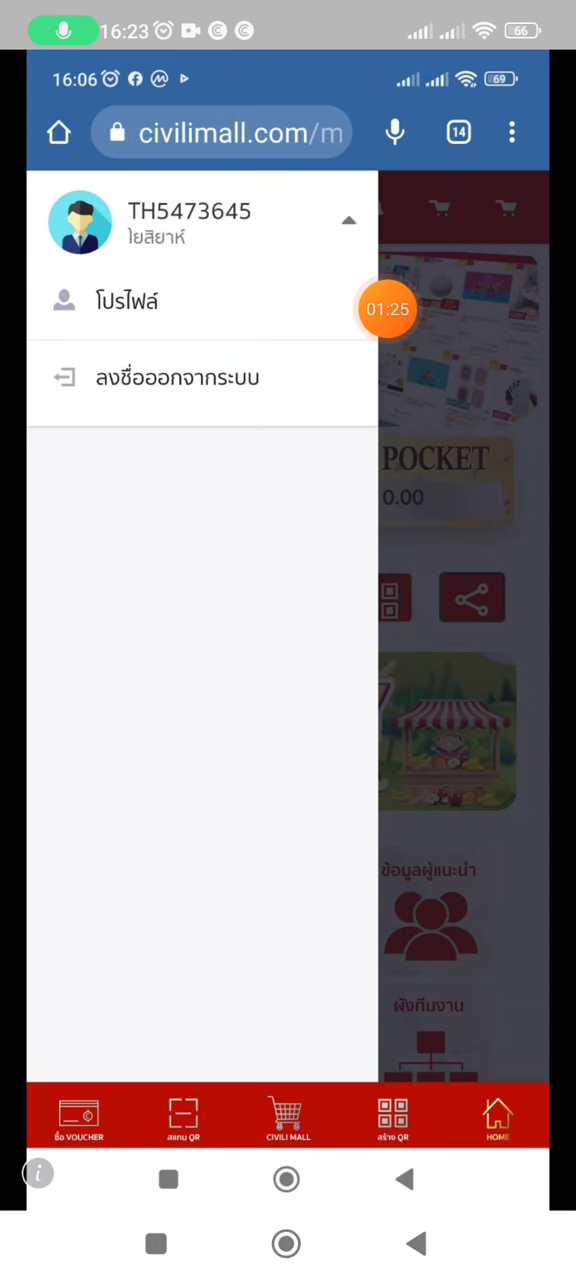 16:23
66
16:06
69
civilimall.com/m
14
TH5473645
โยสิยาห์
โปรไฟล์
01:25
ลงชื่อออกจากระบบ
POCKET
0.00
ข้อมูลผู้แนะนำ
ผังทีมงาน
ซื้อ VOUCHER
สแกน QR
CIVILI MALL
สร้าง QR
HOME